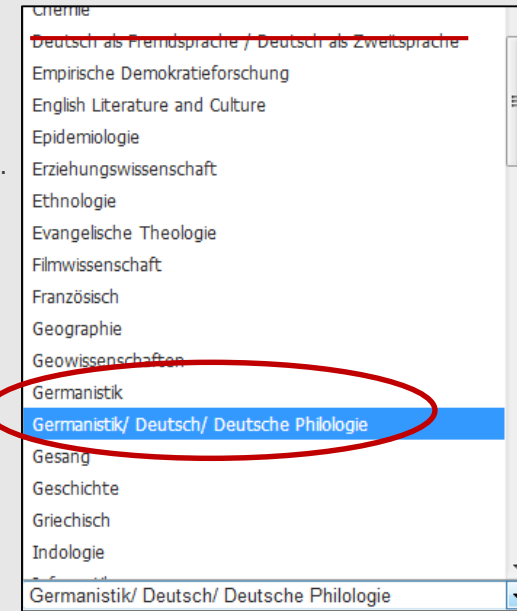 Chemie
Deutsch als Fremdsprache / Deutsch als Zweitsprache
Empirische Demokratieforschung
English Literature and Culture
Epidemiologie
Erziehungswissenschaft
Ethnologie
Evangelische Theologie
Filmwissenschaft
Französisch
Geographie
Geowissenschaften
Germanistik
Germanistik/ Deutsch/ Deutsche Philologie
Gesang
Geschichte
Griechisch
Indologie
Germanistik/ Deutsch/ Deutsche Philologie